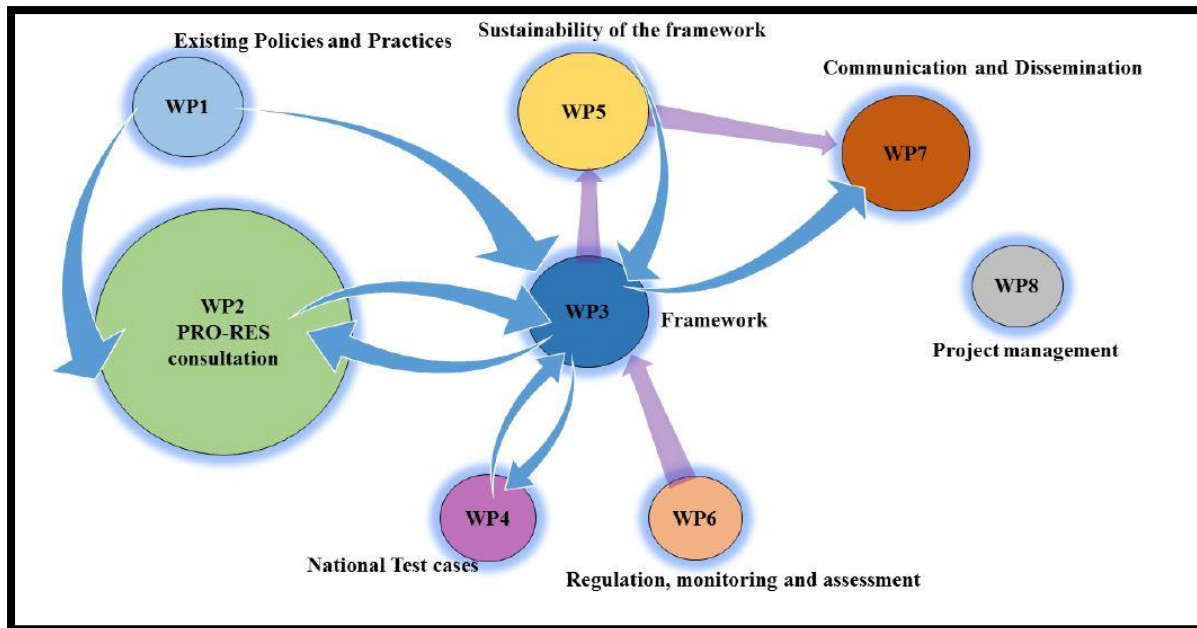 Existing Policies and Practices
WP1
Sustainability of the framework
WP5
Communication and Dissemination
WP7
WP2
PRO-RES
consultation
WP3
Framework
WP8
Project management
WP4
National Test cases
WP6
Regulation, monitoring and assessment